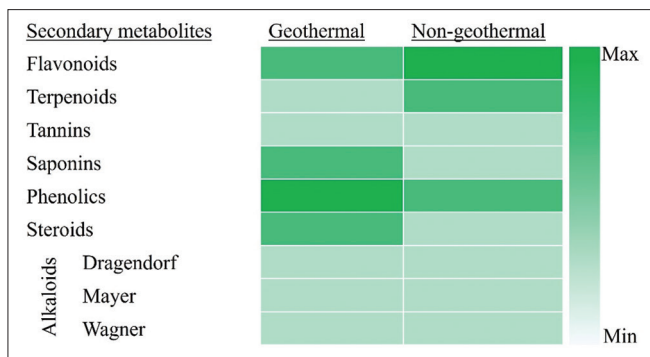 Secondary metabolites Geothermal Non-geothermal
Max
Flavonoids
Terpenoids
Tannins
Saponins
Phenolics
Steroids
Alkaloids
Dragendorf
Mayer
Wagner
Min